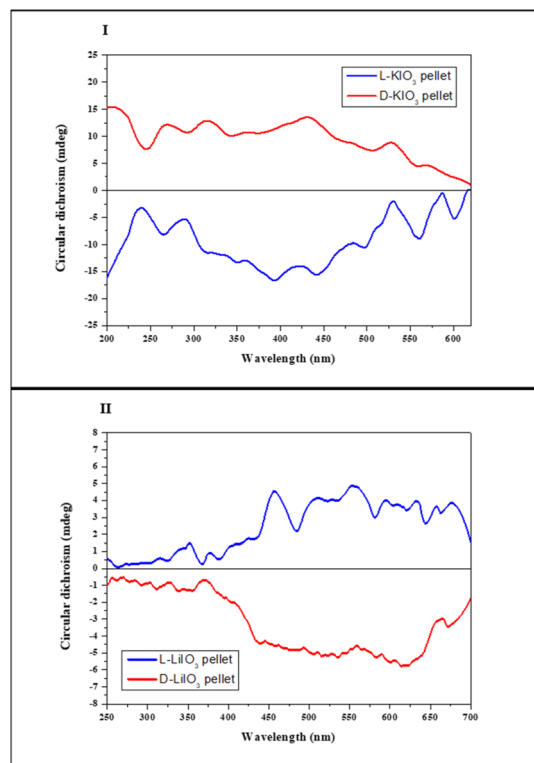 I
25
20
15
10
5
0
-5
-10
-15
-20
-25
Circular dichroism (mdeg)
L-KIO₃ pellet
D-KIO₃ pellet
200 250 300 350 400 450 500 550 600
Wavelength (nm)
II
8
7
6
5
4
3
2
1
0
-1
-2
-3
-4
-5
-6
-7
-8
Circular dichroism (mdeg)
L-LiIO₃ pellet
D-LiIO₃ pellet
250 300 350 400 450 500 550 600 650 700
Wavelength (nm)